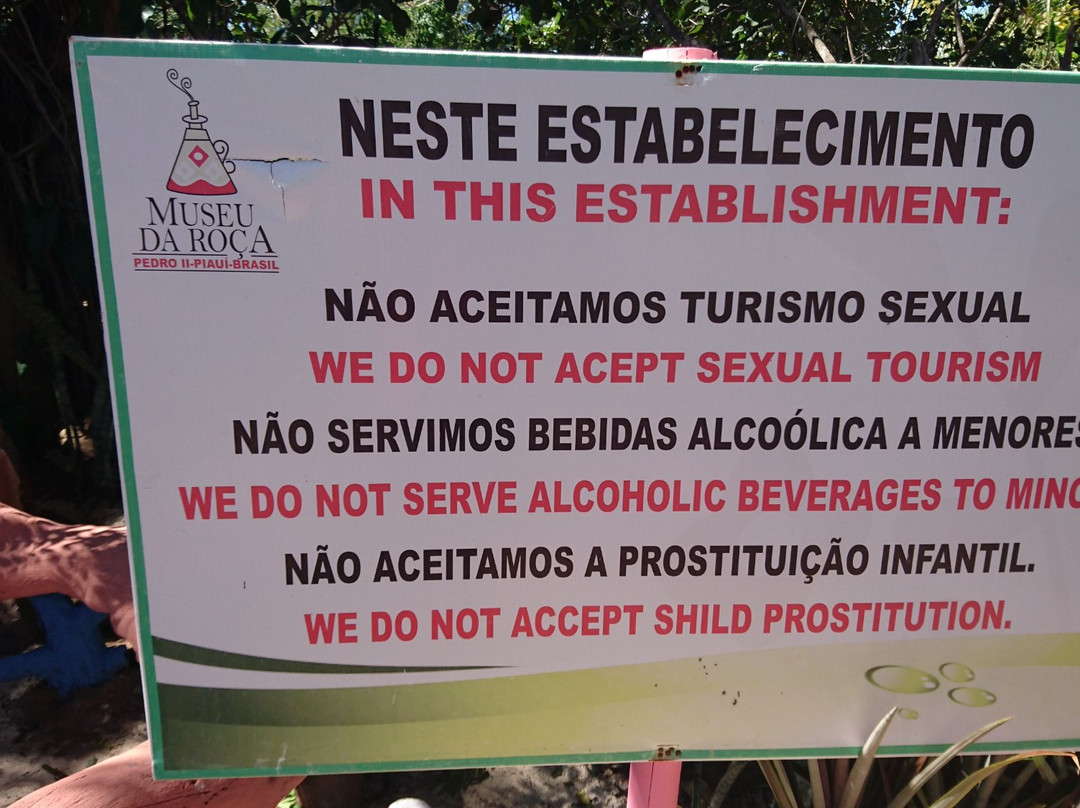 MUSEU
DA ROÇA
PEDRO II-PIAUÍ-BRASIL
NESTE ESTABELECIMENTO
IN THIS ESTABLISHMENT:
NÃO ACEITAMOS TURISMO SEXUAL
WE DO NOT ACEPT SEXUAL TOURISM
NÃO SERVIMOS BEBIDAS ALCOÓLICA A MENORES
WE DO NOT SERVE ALCOHOLIC BEVERAGES TO
NÃO ACEITAMOS A PROSTITUIÇÃO INFANTIL.
WE DO NOT ACCEPT SHILD PROSTITUTION.